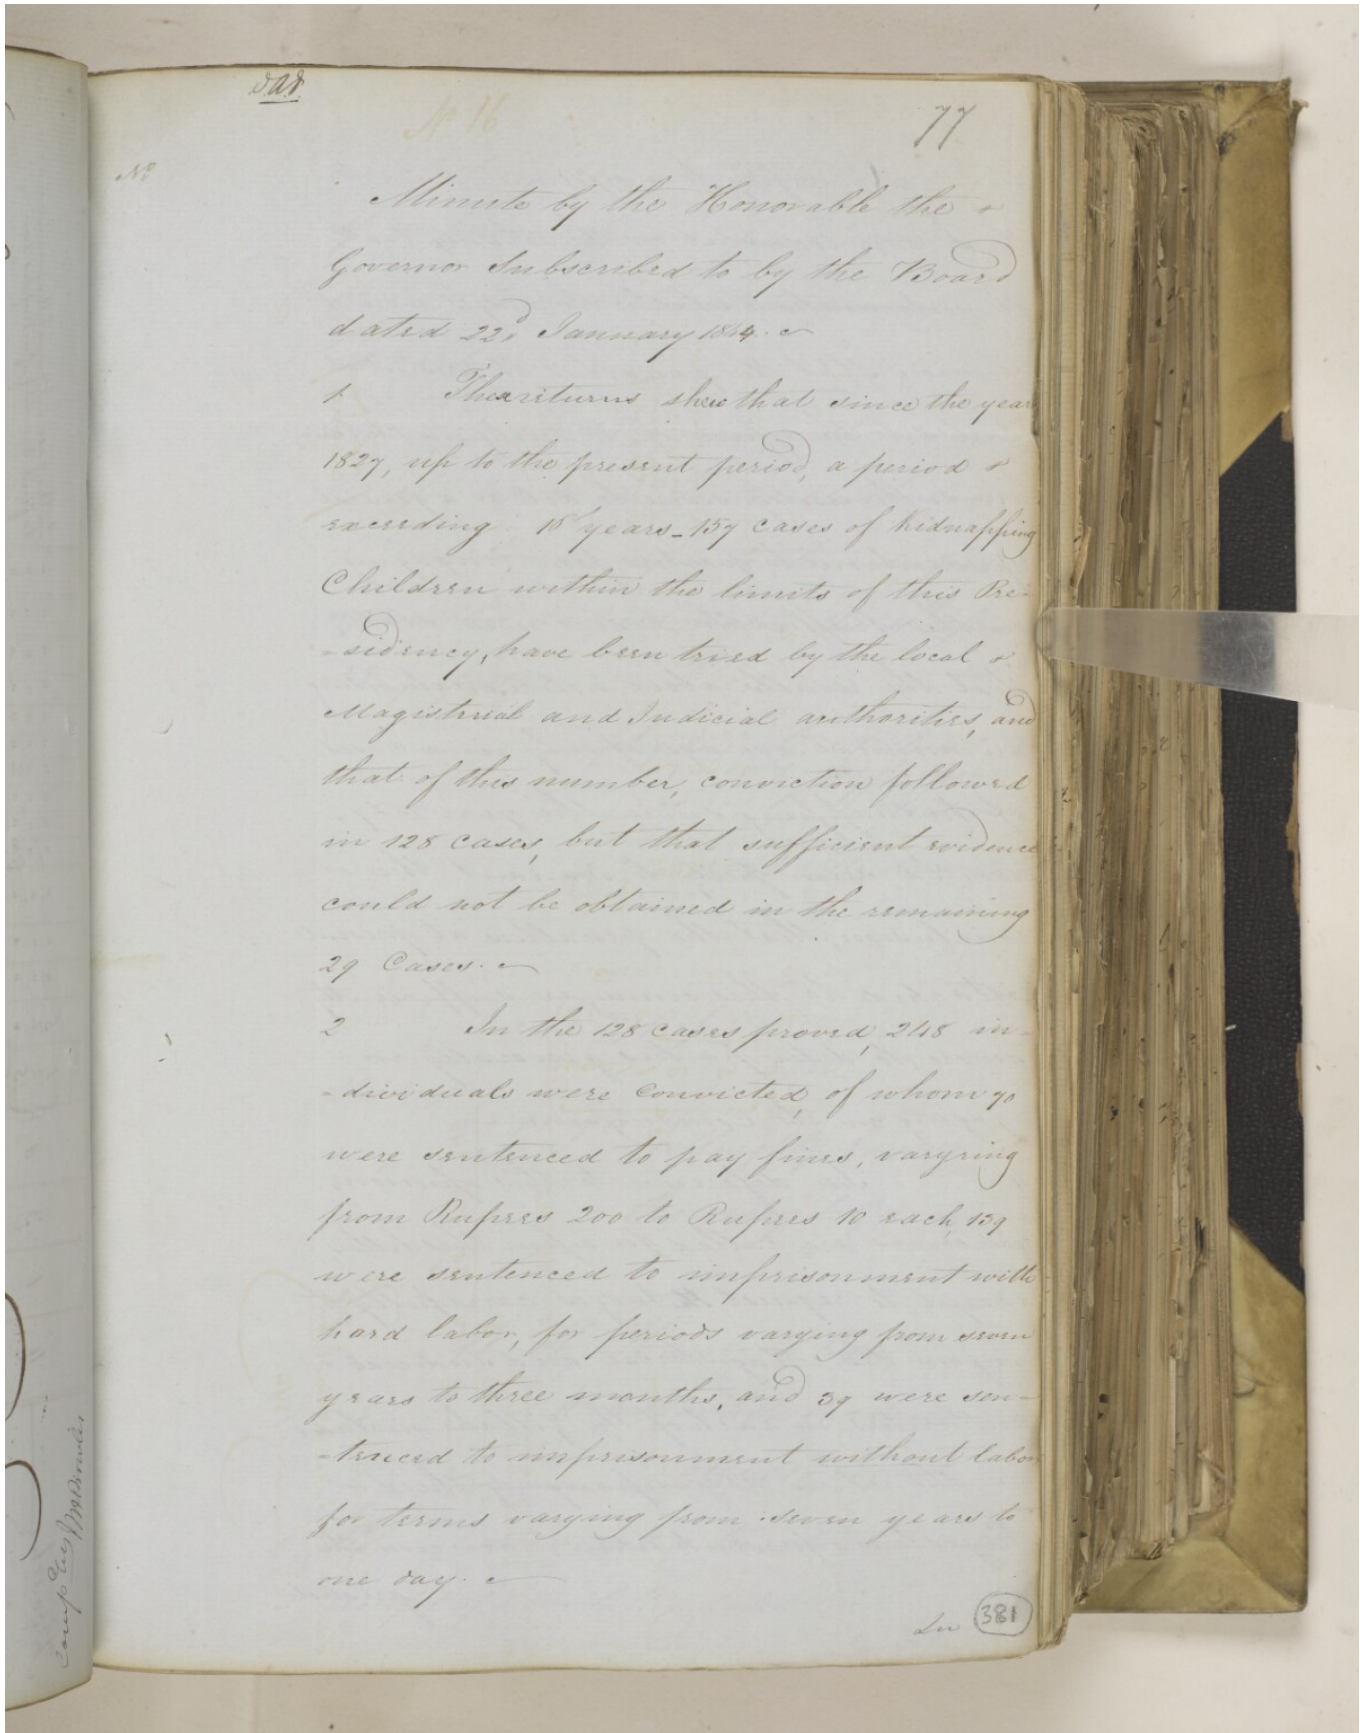 No 16
77
No
Minute by the Honorable the
Governor Subscribed to by the Board
dated 22d January 1844.
1 These returns shew that since the year
1827, up to the present period, a period
exceeding 16 years - 157 cases of kidnapping
Children within the limits of this Pre-
-sidency, have been tried by the local
Magisterial and Judicial authorities, and
that of this number, conviction followed
in 128 cases, but that sufficient evidence
could not be obtained in the remaining
29 Cases.
2 In the 128 cases proved, 248 in-
-dividuals were Convicted, of whom 70
were sentenced to pay fines, varying
from Rupees 200 to Rupees 10 each, 139
were sentenced to imprisonment with
hard labor, for periods varying from seven
years to three months, and 39 were sen-
-tenced to imprisonment without labor
for terms varying from seven years to
one day.
381